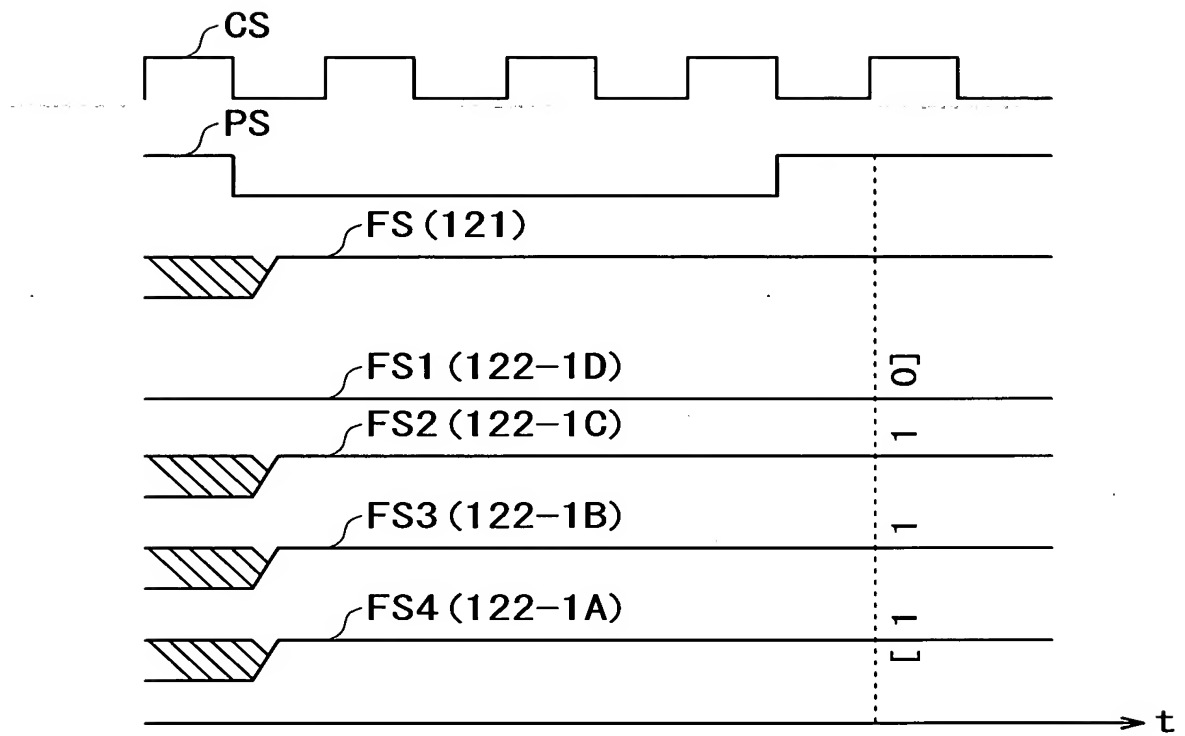 CS
PS
FS (121)
FS1 (122-1D)
FS2 (122-1C)
FS3 (122-1B)
FS4 (122-1A)
[ 1 1 1 0]
t